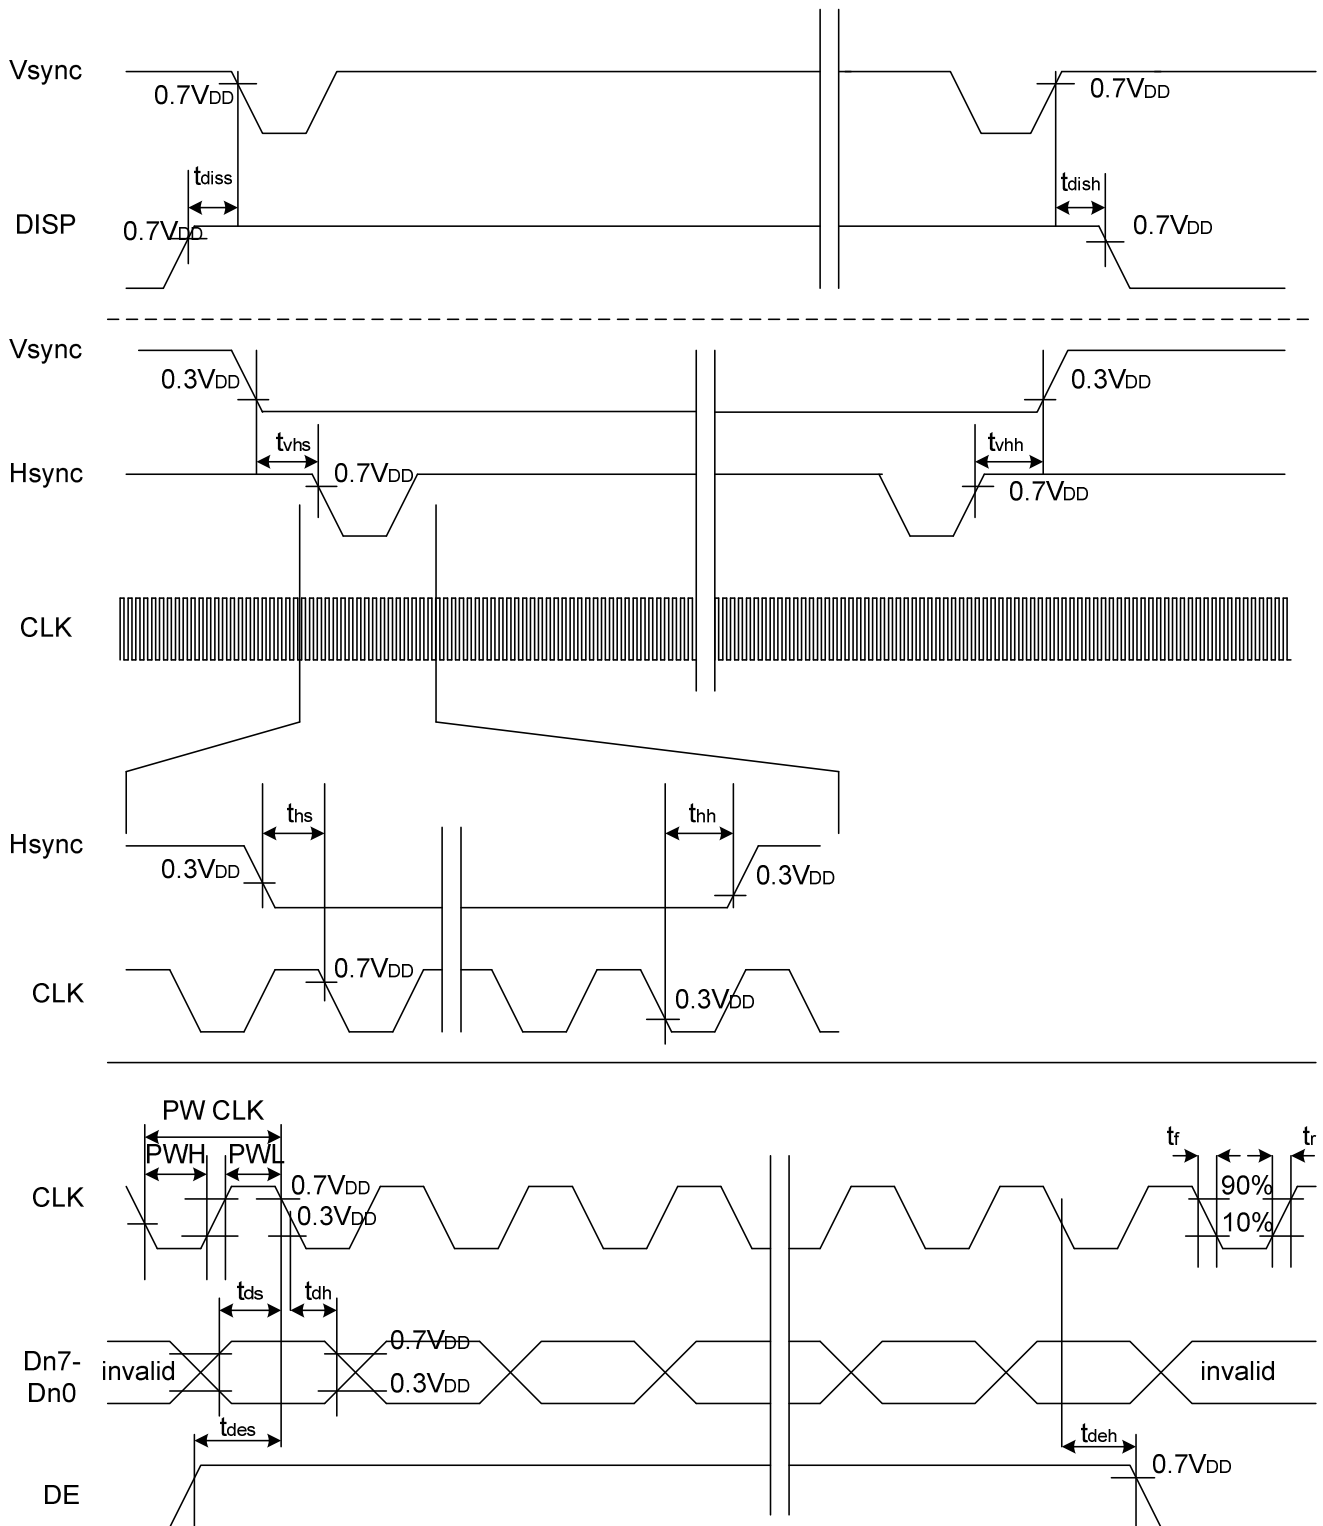 Vsync
0.7VDD
0.7VDD
tdiss
tdish
DISP
0.7VDD
0.7VDD
Vsync
0.3VDD
0.3VDD
tvhs
tvhh
Hsync
0.7VDD
0.7VDD
CLK
ths
thh
Hsync
0.3VDD
0.3VDD
CLK
0.7VDD
0.3VDD
PW CLK
PWH
PWL
tf
tr
CLK
0.7VDD
0.3VDD
90%
10%
tds
tdh
Dn7-
Dn0
invalid
0.7VDD
0.3VDD
invalid
tdes
tdeh
DE
0.7VDD